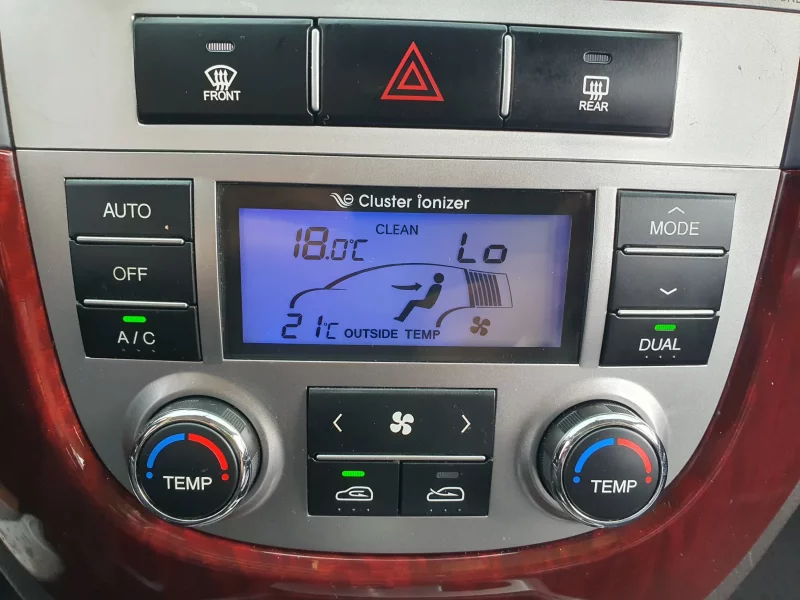 FRONT
REAR
Cluster ionizer
AUTO
CLEAN
MODE
18.0°C
Lo
OFF
21°C OUTSIDE TEMP
A/C
DUAL
TEMP
TEMP